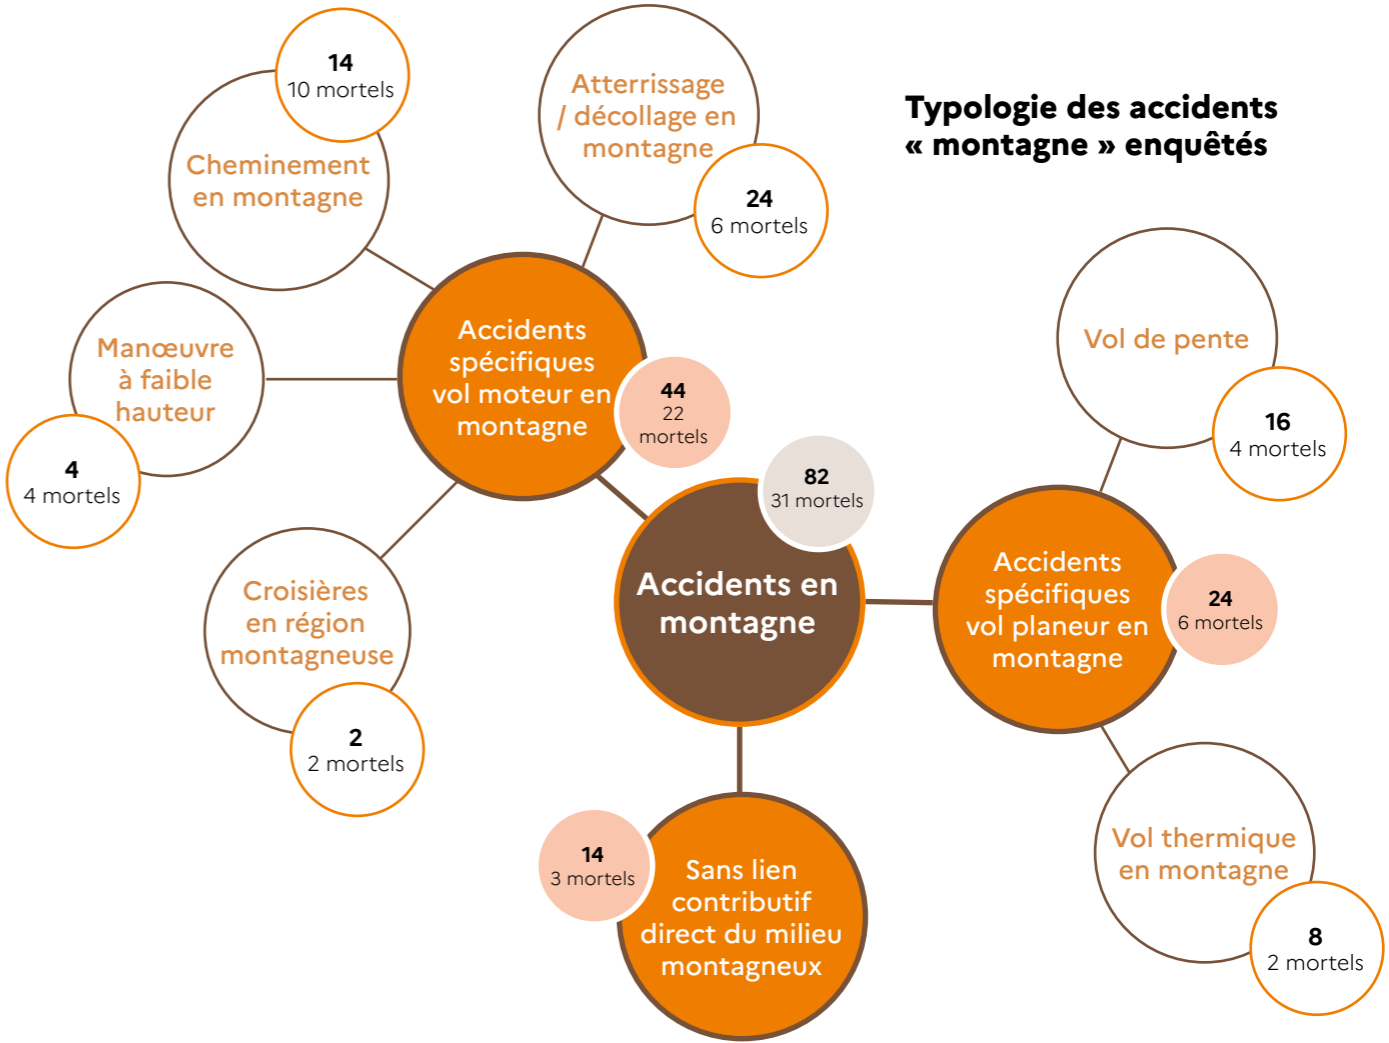 Typologie des accidents
« montagne » enquêtés
14
10 mortels
Cheminement
en montagne
Atterrissage
/ décollage en
montagne
24
6 mortels
Manœuvre
à faible
hauteur
4
4 mortels
Accidents
spécifiques
vol moteur en
montagne
44
22
mortels
Croisières
en région
montagneuse
2
2 mortels
82
31 mortels
Accidents en
montagne
Vol de pente
16
4 mortels
Accidents
spécifiques
vol planeur en
montagne
24
6 mortels
Vol thermique
en montagne
8
2 mortels
14
3 mortels
Sans lien
contributif
direct du milieu
montagneux